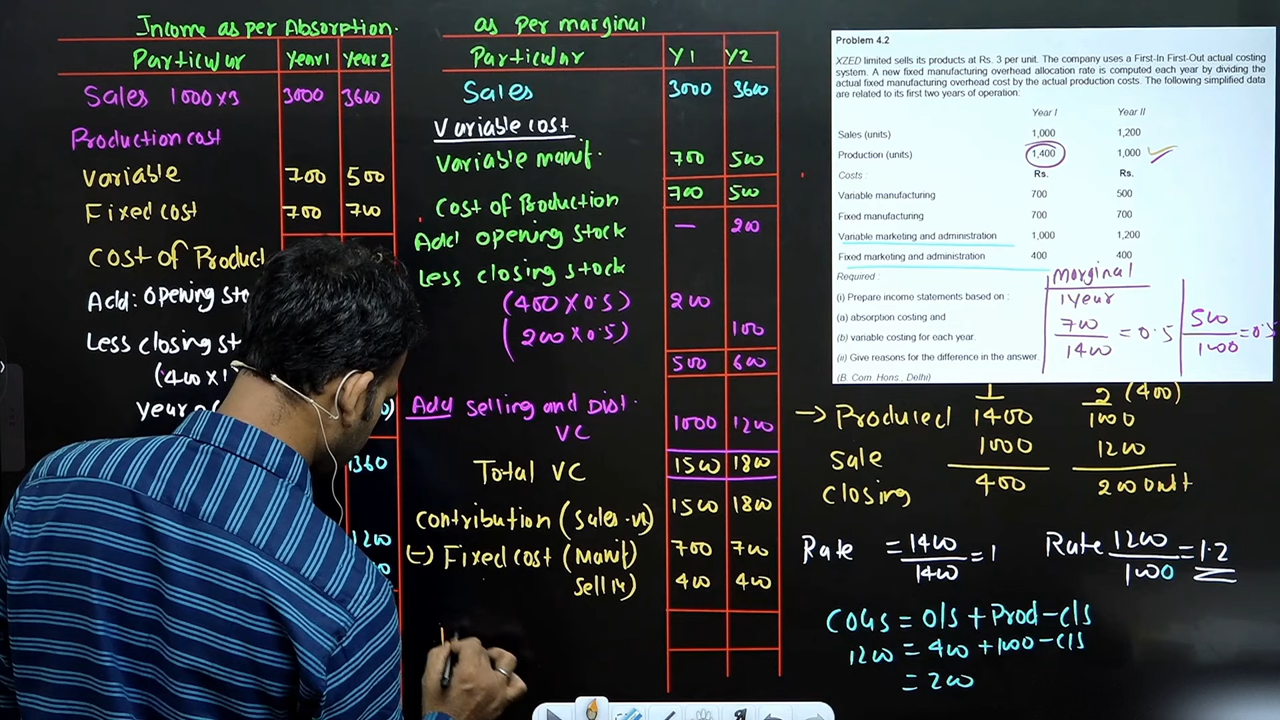 Income as per Absorption.
Particular Year1 Year 2
Sales 1000 x 3 3000 3600
Production cost
Variable 700 500
Fixed cost 700 700
Cost of Product
Add: Opening Sto
Less closing st
(400 x 1
year
1360
1200
as per marginal
Particular Y1 Y2
Sales 3000 3600
Variable cost
Variable manif. 700 500
700 500
Cost of Production
Add opening stock — 200
Less closing stock
(400 x 0.5) 200
(200 x 0.5) 100
500 600
Add Selling and Dist.
VC 1000 1200
Total VC 1500 1800
Contribution (Sales - VC) 1500 1800
(-) Fixed cost (Manif) 700 700
Selling) 400 400
Problem 4.2
XZED limited sells its products at Rs. 3 per unit. The company uses a First-In First-Out actual costing
system. A new fixed manufacturing overhead allocation rate is computed each year by dividing the
actual fixed manufacturing overhead cost by the actual production costs. The following simplified data
are related to its first two years of operation:
Year I Year II
Sales (units) 1,000 1,200
Production (units) 1,400 1,000
Costs : Rs. Rs.
Variable manufacturing 700 500
Fixed manufacturing 700 700
Variable marketing and administration 1,000 1,200
Fixed marketing and administration 400 400
Required :
(i) Prepare income statements based on :
(a) absorption costing and
(b) variable costing for each year.
(ii) Give reasons for the difference in the answer.
(B. Com. Hons., Delhi)
marginal
1 year
700/1400 = 0.5
500/1000 = 0.5
1 2 (400)
→ Produced 1400 1000
Sale 1000 1200
Closing 400 200 unit
Rate = 1400/1400 = 1
Rate 1200/1000 = 1.2
COGS = O/S + Prod - C/S
1200 = 400 + 1000 - C/S
= 200